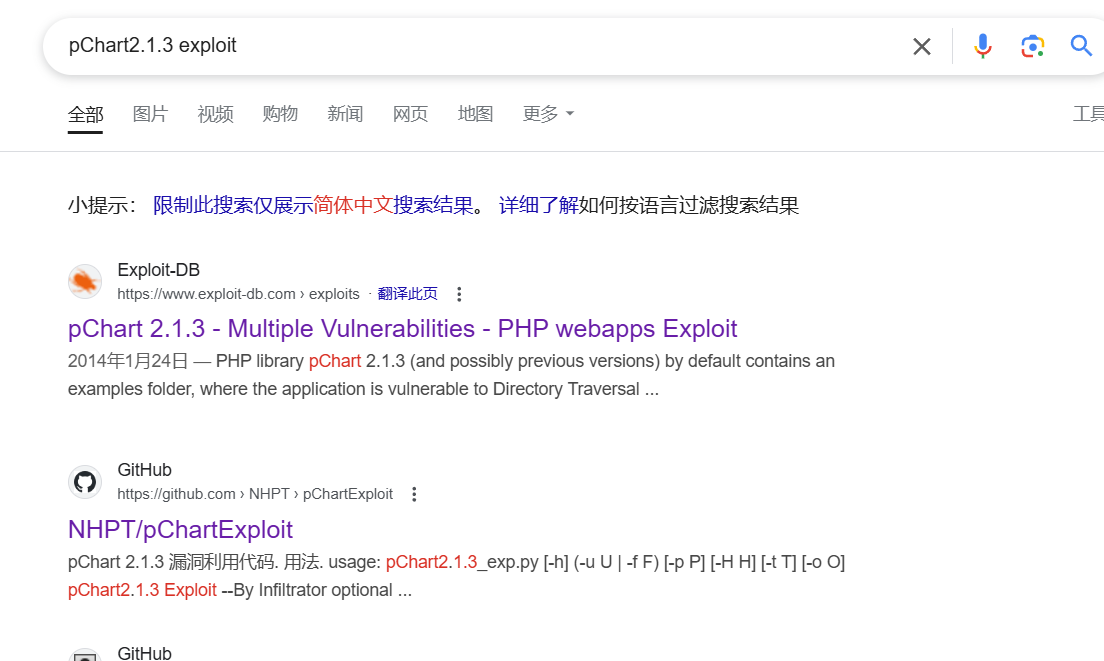 pChart2.1.3 exploit
全部 图片 视频 购物 新闻 网页 地图 更多 工具
小提示： 限制此搜索仅展示简体中文搜索结果。 详细了解如何按语言过滤搜索结果
Exploit-DB
https://www.exploit-db.com › exploits · 翻译此页
pChart 2.1.3 - Multiple Vulnerabilities - PHP webapps Exploit
2014年1月24日 — PHP library pChart 2.1.3 (and possibly previous versions) by default contains an
examples folder, where the application is vulnerable to Directory Traversal ...
GitHub
https://github.com › NHPT › pChartExploit
NHPT/pChartExploit
pChart 2.1.3 漏洞利用代码. 用法. usage: pChart2.1.3_exp.py [-h] (-u U | -f F) [-p P] [-H H] [-t T] [-o O]
pChart2.1.3 Exploit --By Infiltrator optional ...
GitHub